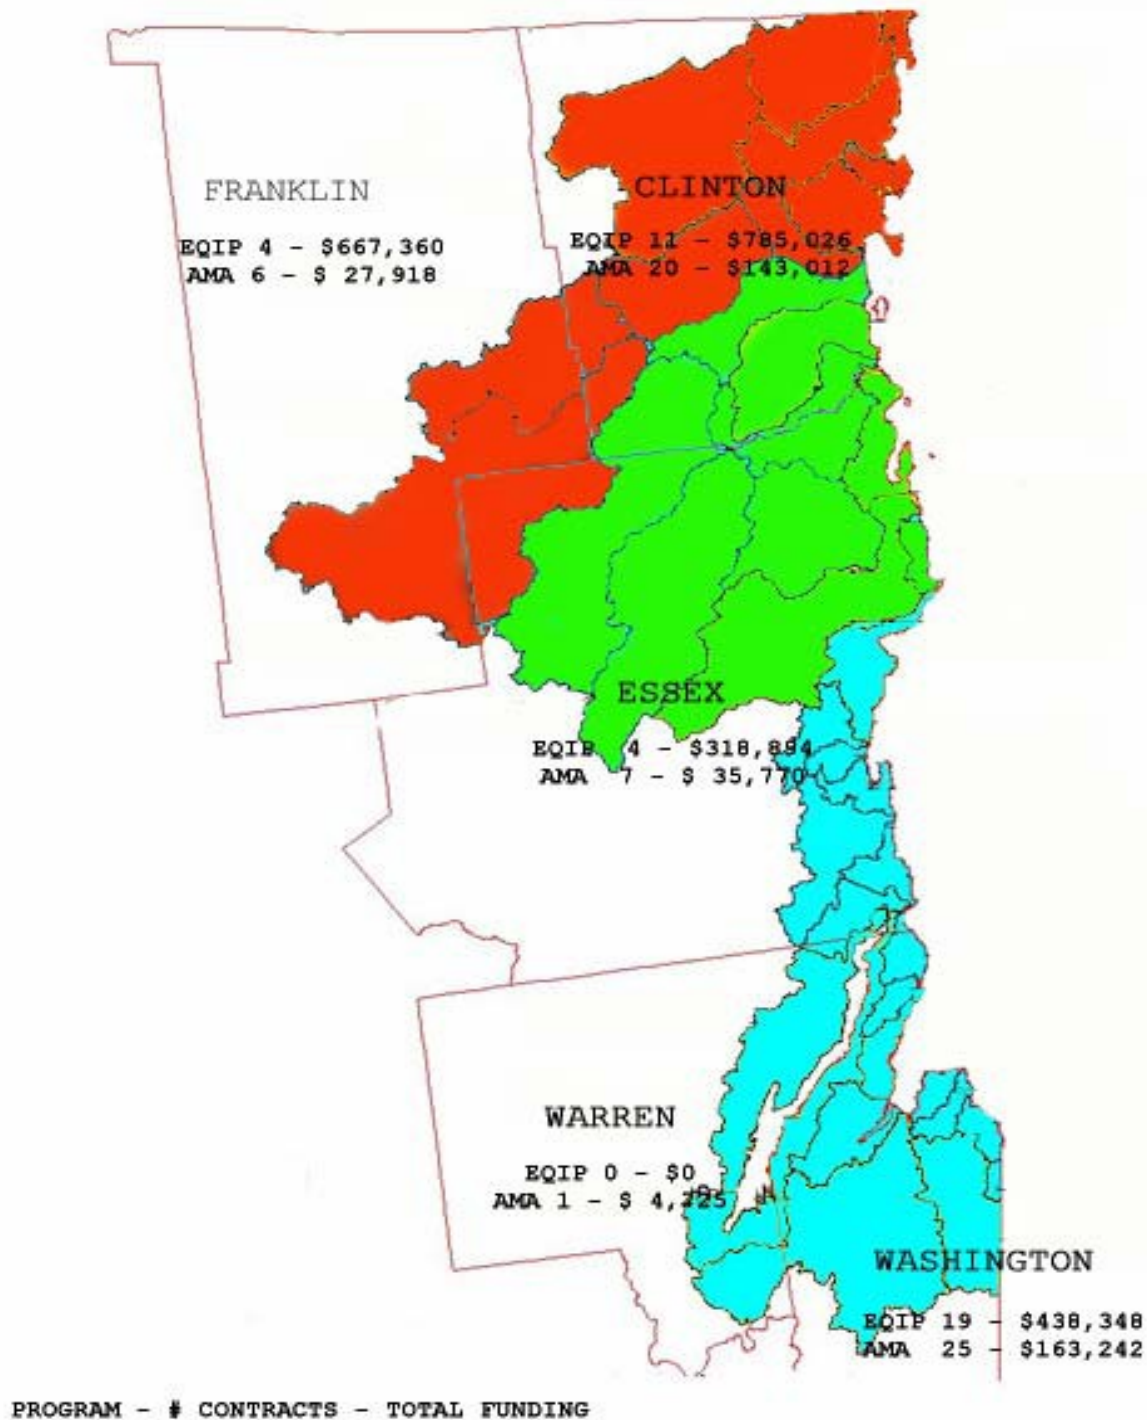 FRANKLIN
EQIP 4 - $667,360
AMA 6 - $ 27,918
CLINTON
EQIP 11 - $785,026
AMA 20 - $143,012
ESSEX
EQIP 4 - $318,894
AMA 7 - $ 35,770
WARREN
EQIP 0 - $0
AMA 1 - $ 4,225
WASHINGTON
EQIP 19 - $438,348
AMA 25 - $163,242
PROGRAM - # CONTRACTS - TOTAL FUNDING